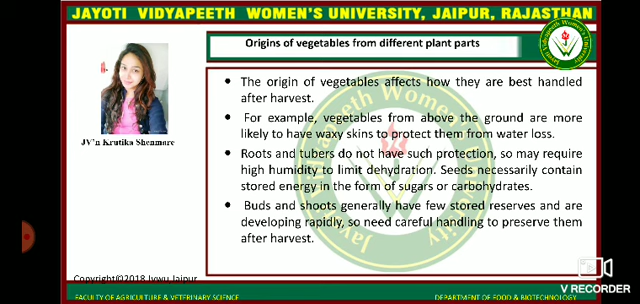 JAYOTI VIDYAPEETH WOMEN'S UNIVERSITY, JAIPUR, RAJASTHAN
Origins of vegetables from different plant parts
JV'n Krutika Shenmare
• The origin of vegetables affects how they are best handled
after harvest.
• For example, vegetables from above the ground are more
likely to have waxy skins to protect them from water loss.
• Roots and tubers do not have such protection, so may require
high humidity to limit dehydration. Seeds necessarily contain
stored energy in the form of sugars or carbohydrates.
• Buds and shoots generally have few stored reserves and are
developing rapidly, so need careful handling to preserve them
after harvest.
Copyright©2018 Jvwu Jaipur
FACULTY OF AGRICULTURE & VETERINARY SCIENCE
DEPARTMENT OF FOOD & BIOTECHNOLOGY
V RECORDER